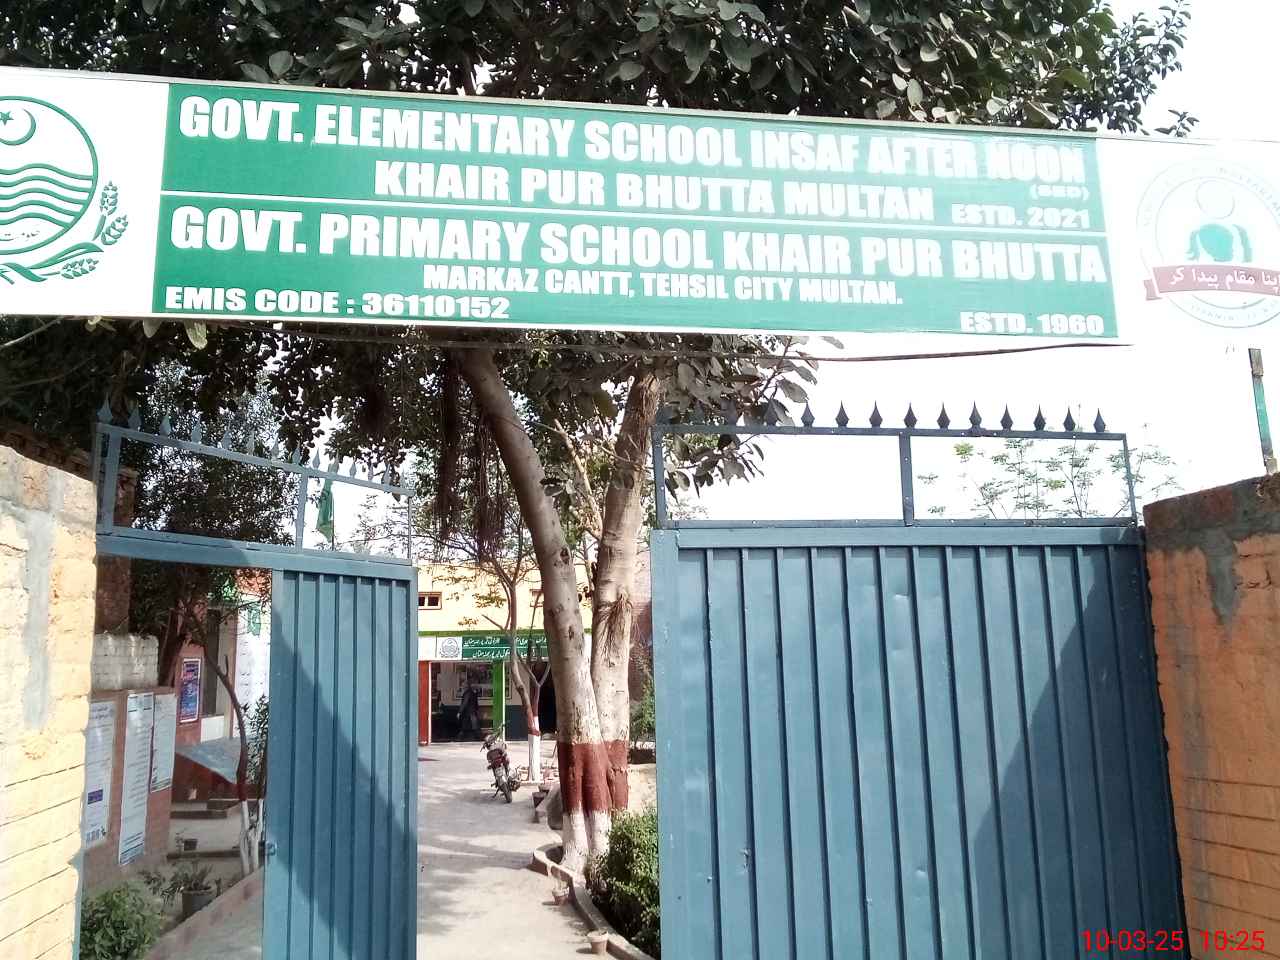 GOVT. ELEMENTARY SCHOOL INSAF AFTER NOON
KHAIR PUR BHUTTA MULTAN
(SED)
ESTD. 2021
GOVT. PRIMARY SCHOOL KHAIR PUR BHUTTA
MARKAZ CANTT, TEHSIL CITY MULTAN.
EMIS CODE : 36110152
ESTD. 1960
پنا مقام پیدا کر
10-03-25 10:25